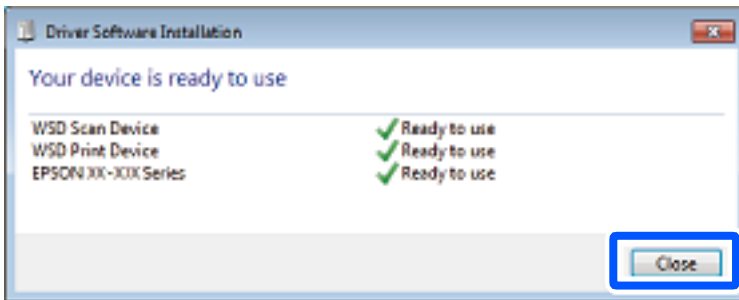 Driver Software Installation
Your device is ready to use
WSD Scan Device Ready to use
WSD Print Device Ready to use
EPSON XX-XXX Series Ready to use
Close